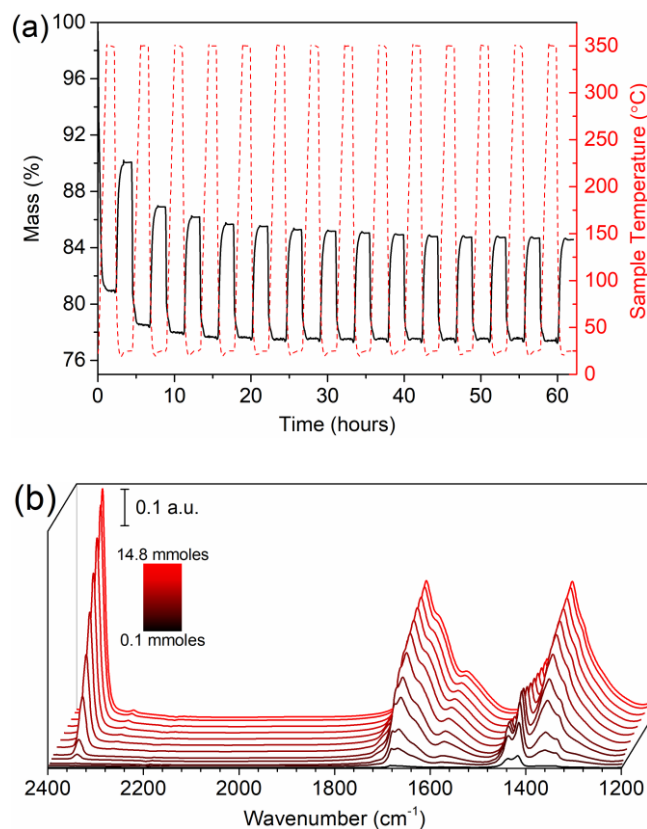 (a)
100
96
92
88
84
80
76
Mass (%)
0 10 20 30 40 50 60
Time (hours)
350
300
250
200
150
100
50
0
Sample Temperature (°C)
(b)
0.1 a.u.
14.8 mmoles
0.1 mmoles
2400 2200 2000 1800 1600 1400 1200
Wavenumber (cm⁻¹)